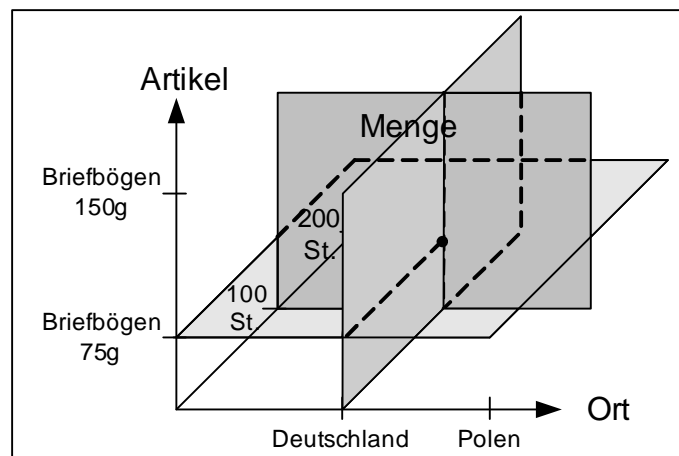 Artikel
Menge
Briefbögen
150g
200
St.
100
St.
Briefbögen
75g
Ort
Deutschland
Polen